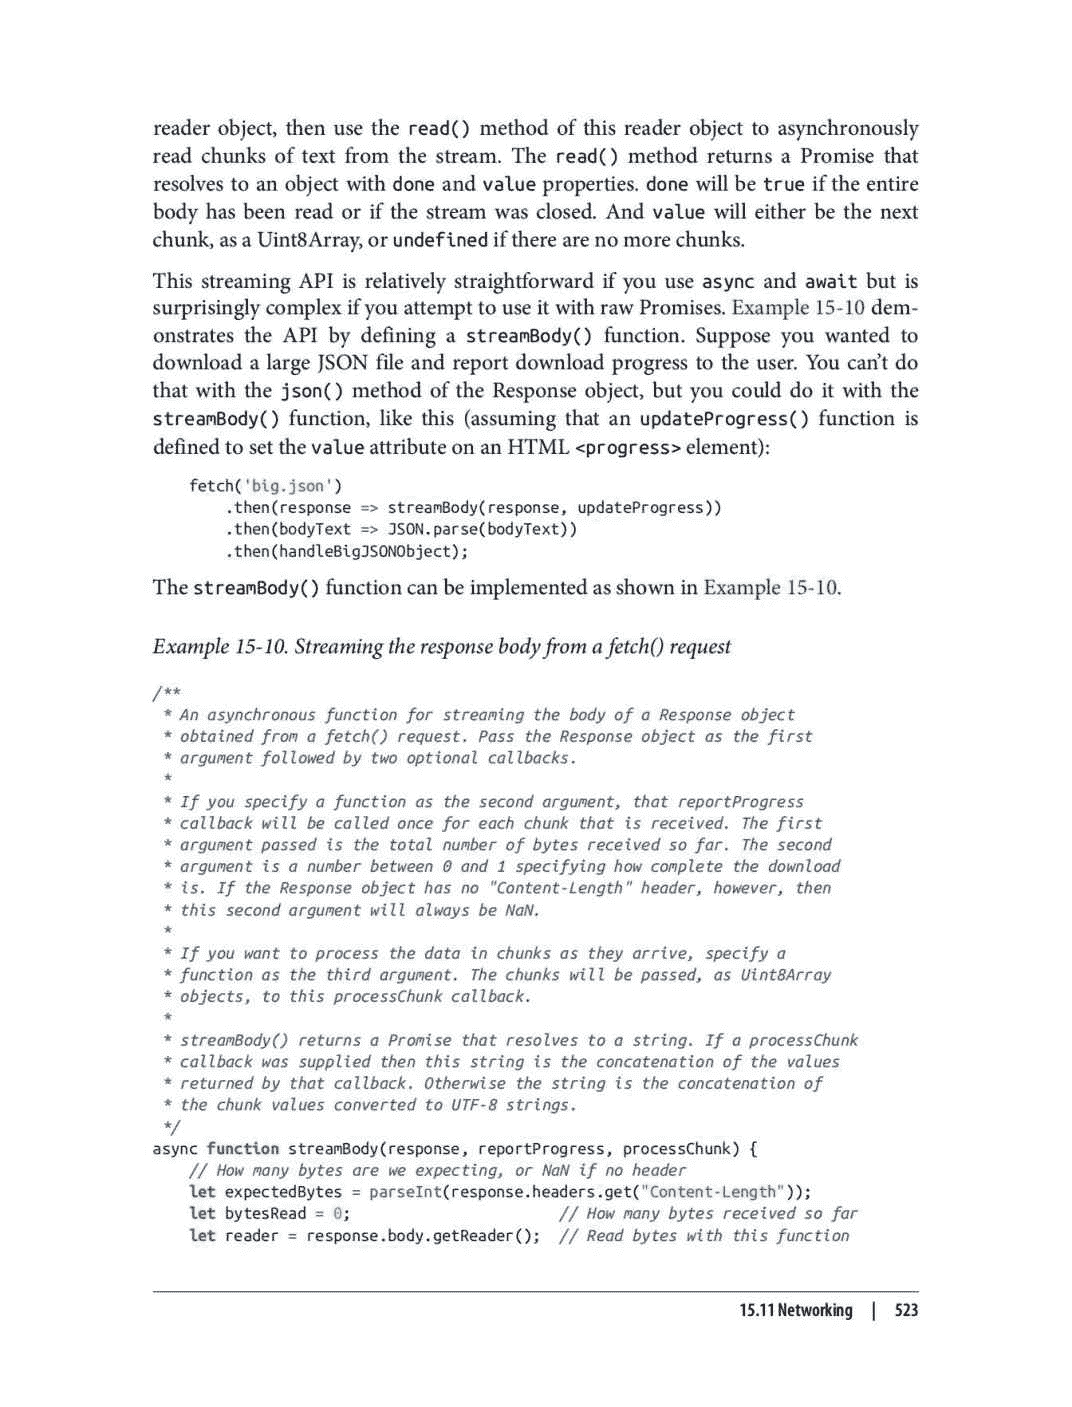 reader object, then use the read() method of this reader object to asynchronously
read chunks of text from the stream. The read() method returns a Promise that
resolves to an object with done and value properties. done will be true if the entire
body has been read or if the stream was closed. And value will either be the next
chunk, as a Uint8Array, or undefined if there are no more chunks.
This streaming API is relatively straightforward if you use async and await but is
surprisingly complex if you attempt to use it with raw Promises. Example 15-10 dem-
onstrates the API by defining a streamBody() function. Suppose you wanted to
download a large JSON file and report download progress to the user. You can't do
that with the json() method of the Response object, but you could do it with the
streamBody() function, like this (assuming that an updateProgress() function is
defined to set the value attribute on an HTML <progress> element):
fetch('big.json')
    .then(response => streamBody(response, updateProgress))
    .then(bodyText => JSON.parse(bodyText))
    .then(handleBigJSONObject);
The streamBody() function can be implemented as shown in Example 15-10.
Example 15-10. Streaming the response body from a fetch() request
/**
 * An asynchronous function for streaming the body of a Response object
 * obtained from a fetch() request. Pass the Response object as the first
 * argument followed by two optional callbacks.
 *
 * If you specify a function as the second argument, that reportProgress
 * callback will be called once for each chunk that is received. The first
 * argument passed is the total number of bytes received so far. The second
 * argument is a number between 0 and 1 specifying how complete the download
 * is. If the Response object has no "Content-Length" header, however, then
 * this second argument will always be NaN.
 *
 * If you want to process the data in chunks as they arrive, specify a
 * function as the third argument. The chunks will be passed, as Uint8Array
 * objects, to this processChunk callback.
 *
 * streamBody() returns a Promise that resolves to a string. If a processChunk
 * callback was supplied then this string is the concatenation of the values
 * returned by that callback. Otherwise the string is the concatenation of
 * the chunk values converted to UTF-8 strings.
 */
async function streamBody(response, reportProgress, processChunk) {
    // How many bytes are we expecting, or NaN if no header
    let expectedBytes = parseInt(response.headers.get("Content-Length"));
    let bytesRead = 0;                       // How many bytes received so far
    let reader = response.body.getReader();  // Read bytes with this function
15.11 Networking | 523